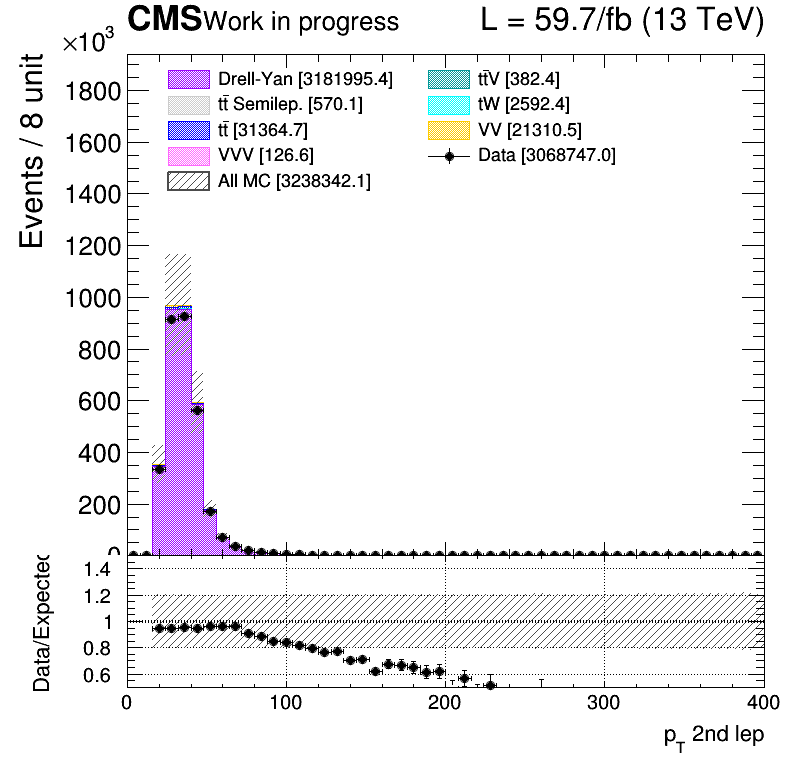 CMS Work in progress L = 59.7/fb (13 TeV)
×10³
Events / 8 unit
Drell-Yan [3181995.4]
tt̄ Semilep. [570.1]
tt̄ [31364.7]
VVV [126.6]
All MC [3238342.1]
tt̄V [382.4]
tW [2592.4]
VV [21310.5]
Data [3068747.0]
1800
1600
1400
1200
1000
800
600
400
200
0
Data/Expected
1.4
1.2
1
0.8
0.6
0 100 200 300 400
p_T 2nd lep